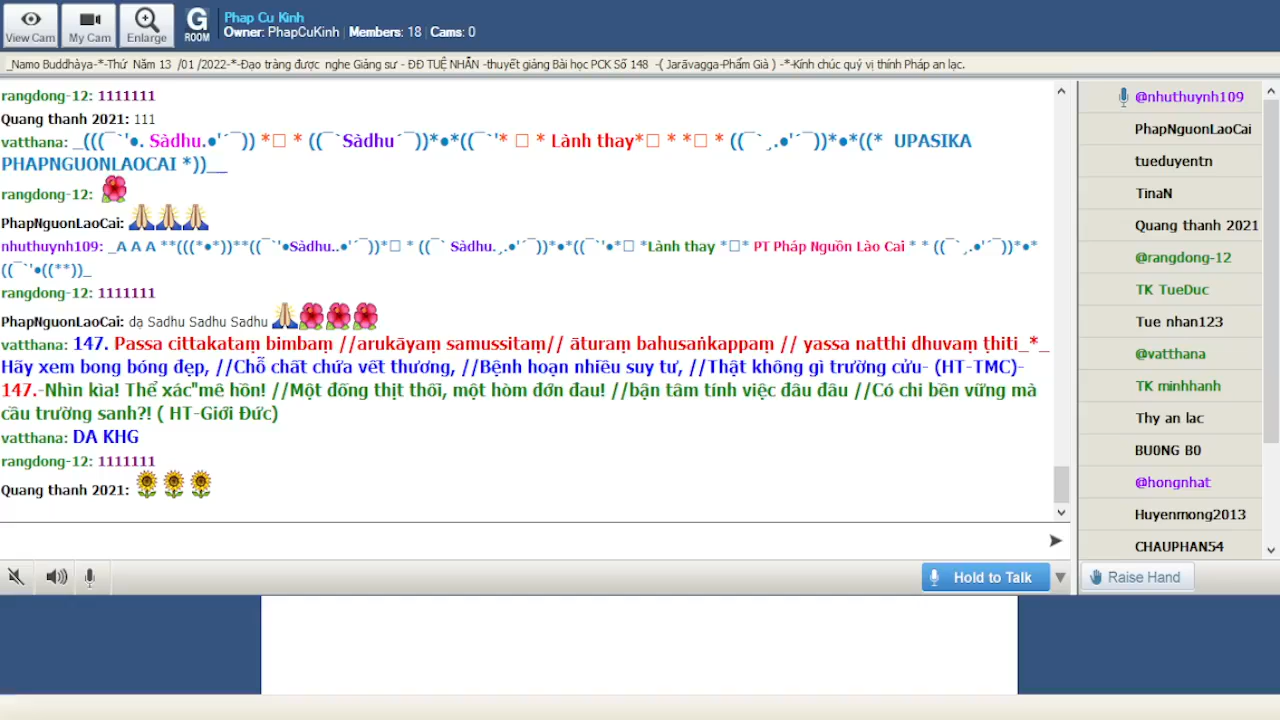 View Cam
My Cam
Enlarge
G
ROOM
Phap Cu Kinh
Owner: PhapCuKinh | Members: 18 | Cams: 0
_Namo Buddhàya-*-Thứ Năm 13 /01 /2022-*-Đạo tràng được nghe Giảng sư - ĐĐ TUỆ NHẪN -thuyết giảng Bài học PCK Số 148 -( Jarāvagga-Phẩm Già ) -*-Kính chúc quý vị thính Pháp an lạc.
rangdong-12: 1111111
Quang thanh 2021: 111
vatthana: _(((¯`'●. Sàdhu.●'´¯)) *□ * ((¯`Sàdhu´¯))*●*((¯`'* □ * Lành thay*□ * *□ * ((¯`¸.●'´¯))*●*((* UPASIKA
PHAPNGUONLAOCAI *))__
rangdong-12:
PhapNguonLaoCai:
nhuthuynh109: _A A A **(((*●*))**((¯`'●Sàdhu..●'´¯))*□ * ((¯` Sàdhu.¸.●'´¯))*●*((¯`'●*□ *Lành thay *□* PT Pháp Nguồn Lào Cai * * ((¯`¸.●'´¯))*●*
((¯`'●((**))_
rangdong-12: 1111111
PhapNguonLaoCai: dạ Sadhu Sadhu Sadhu
vatthana: 147. Passa cittakataṃ bimbaṃ //arukāyaṃ samussitaṃ// āturaṃ bahusaṅkappaṃ // yassa natthi dhuvaṃ ṭhiti_*_
Hãy xem bong bóng đẹp, //Chỗ chất chứa vết thương, //Bệnh hoạn nhiều suy tư, //Thật không gì trường cửu- (HT-TMC)-
147.-Nhìn kìa! Thể xác"mê hồn! //Một đống thịt thối, một hòm đớn đau! //bận tâm tính việc đâu đâu //Có chi bền vững mà
cầu trường sanh?! ( HT-Giới Đức)
vatthana: DA KHG
rangdong-12: 1111111
Quang thanh 2021:
@nhuthuynh109
PhapNguonLaoCai
tueduyentn
TinaN
Quang thanh 2021
@rangdong-12
TK TueDuc
Tue nhan123
@vatthana
TK minhhanh
Thy an lac
BU0NG B0
@hongnhat
Huyenmong2013
CHAUPHAN54
Hold to Talk
Raise Hand